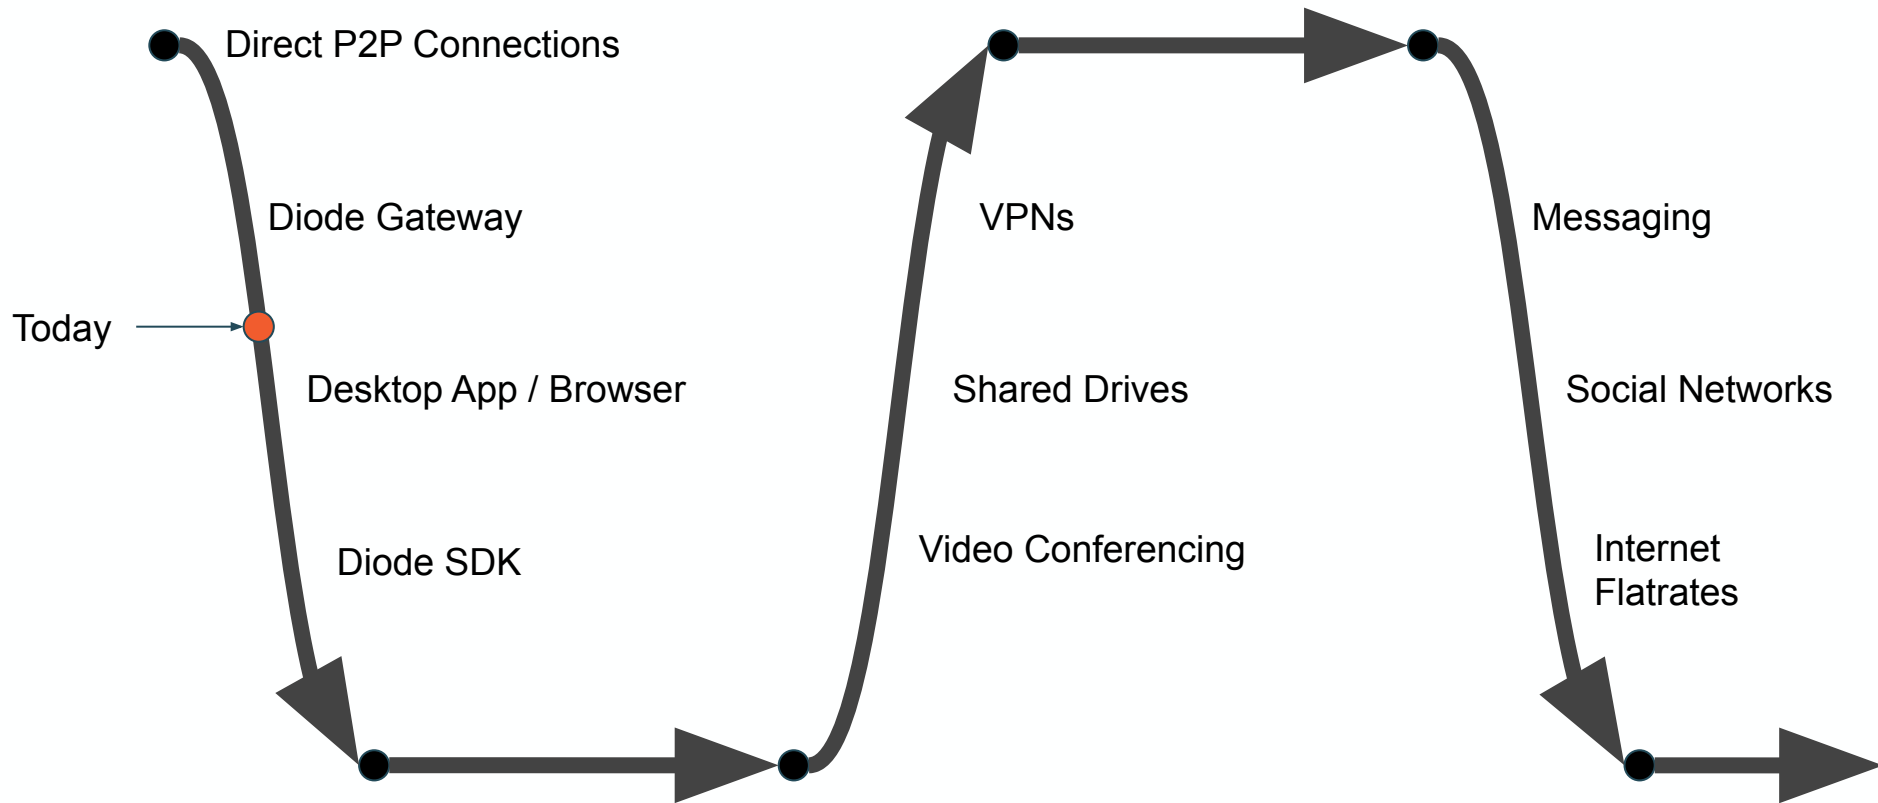 Direct P2P Connections
Diode Gateway
Today
Desktop App / Browser
Diode SDK
VPNs
Shared Drives
Video Conferencing
Messaging
Social Networks
Internet
Flatrates